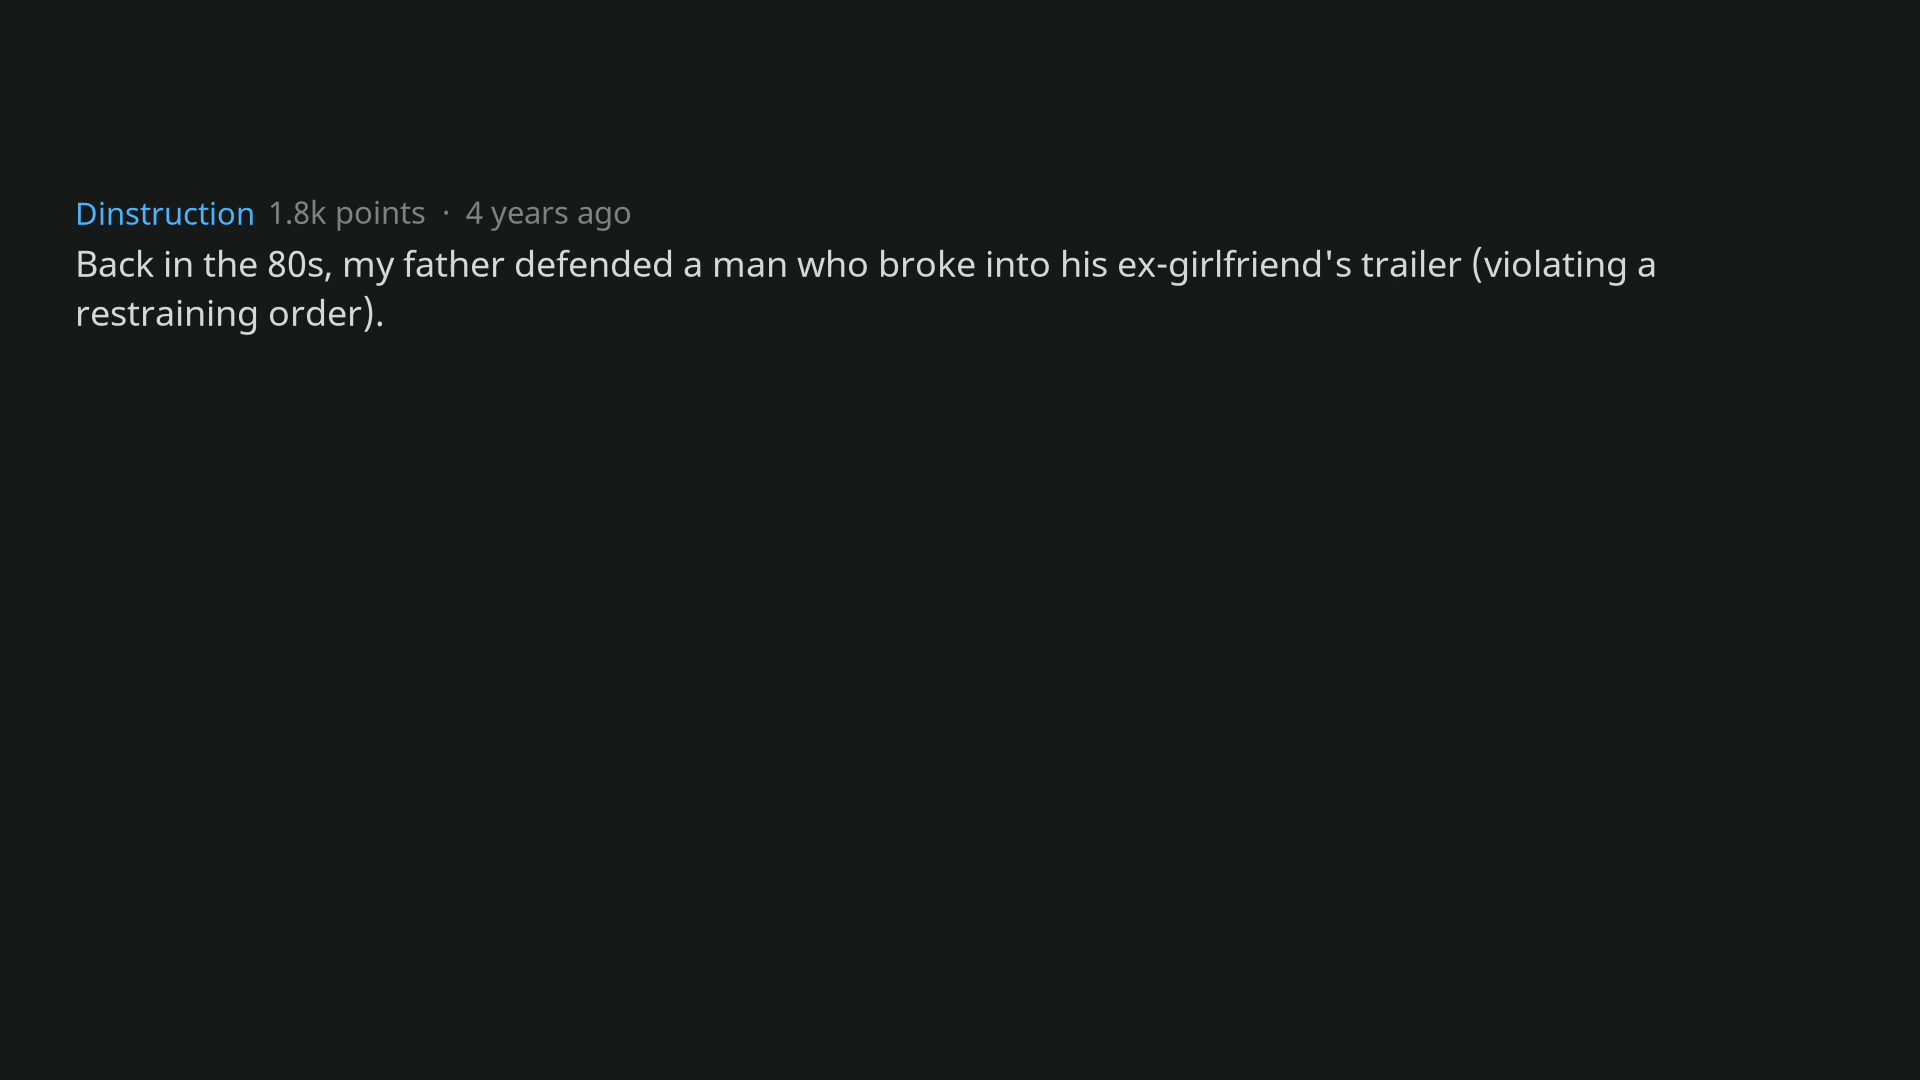 Dinstruction 1.8k points · 4 years ago
Back in the 80s, my father defended a man who broke into his ex-girlfriend's trailer (violating a
restraining order).